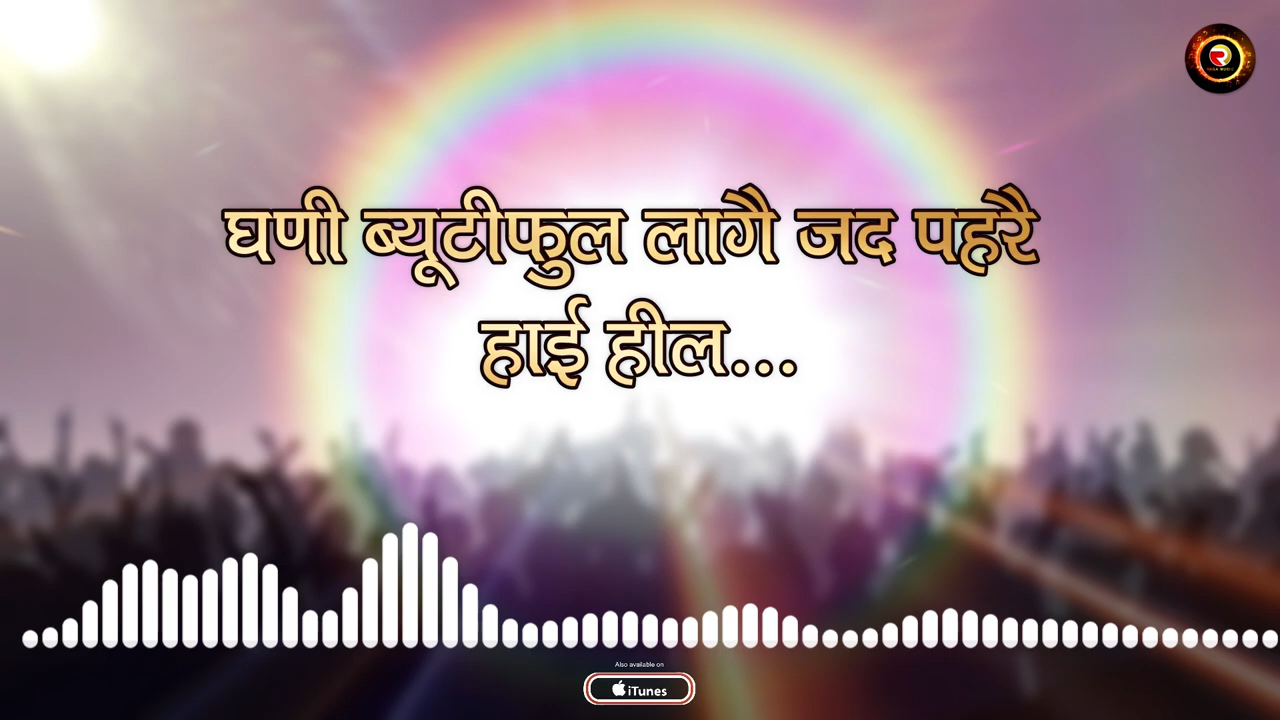 घणी ब्यूटीफुल लागै जद पहरै
हाई हील...
Also available on
iTunes